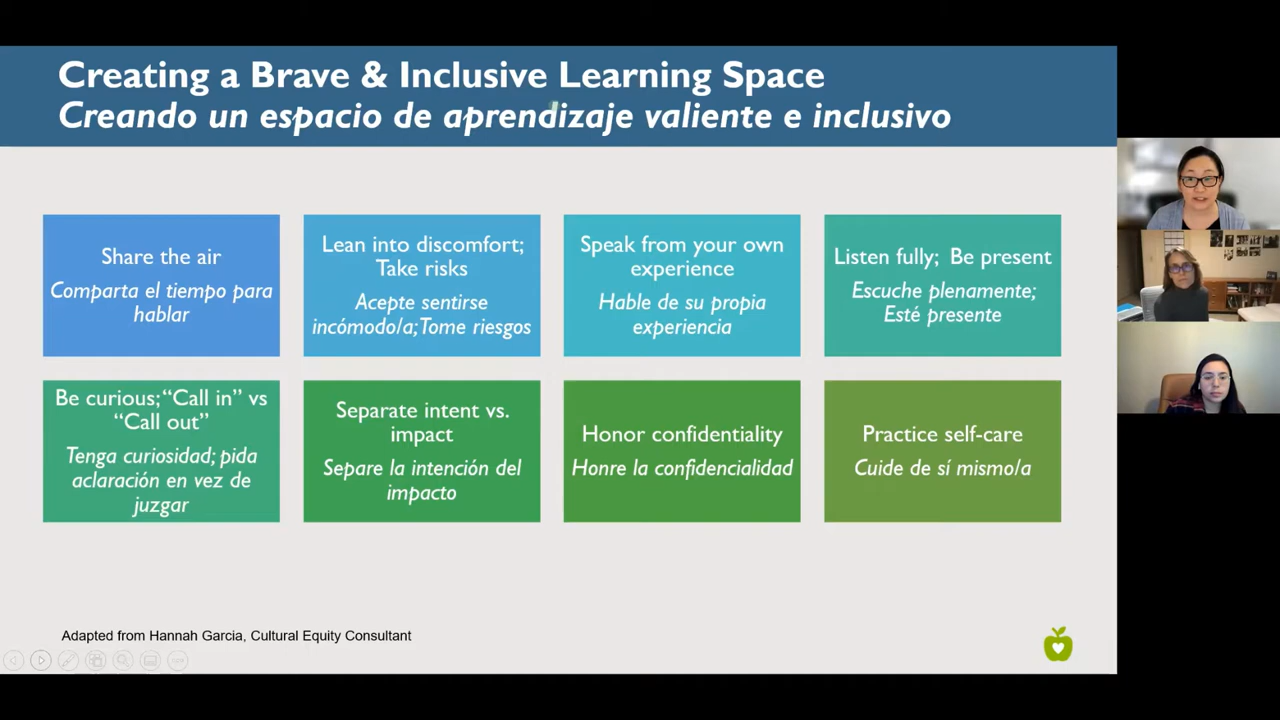 Creating a Brave & Inclusive Learning Space
Creando un espacio de aprendizaje valiente e inclusivo
Share the air
Comparta el tiempo para
hablar
Lean into discomfort;
Take risks
Acepte sentirse
incómodo/a;Tome riesgos
Speak from your own
experience
Hable de su propia
experiencia
Listen fully; Be present
Escuche plenamente;
Esté presente
Be curious; “Call in” vs
“Call out”
Tenga curiosidad; pida
aclaración en vez de
juzgar
Separate intent vs.
impact
Separe la intención del
impacto
Honor confidentiality
Honre la confidencialidad
Practice self-care
Cuide de sí mismo/a
Adapted from Hannah Garcia, Cultural Equity Consultant